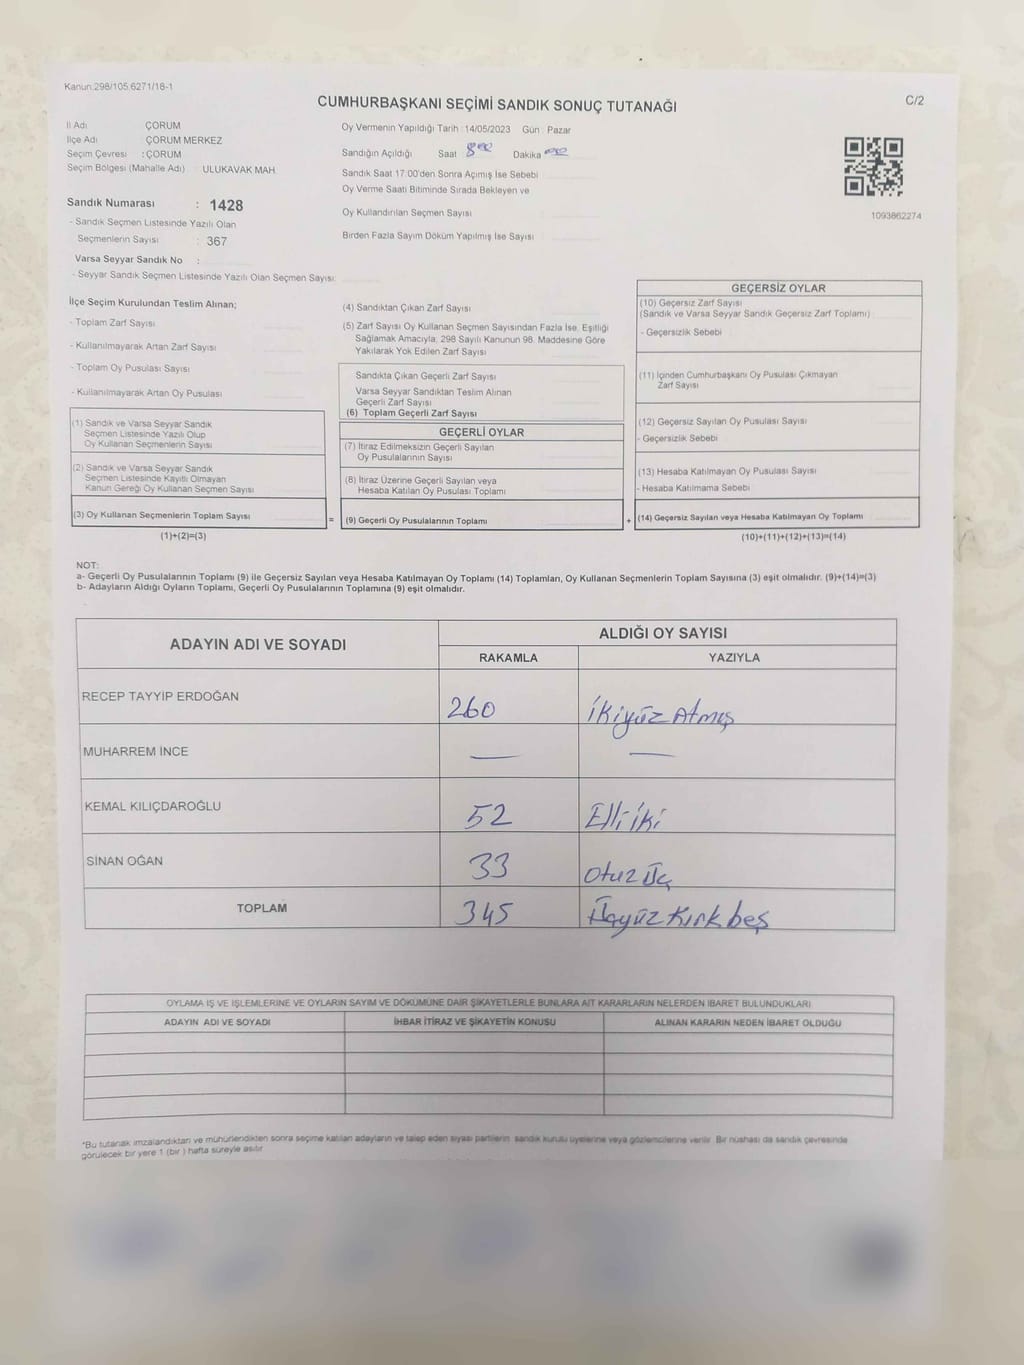 Kanun.298/105.6271/18-1
CUMHURBAŞKANI SEÇİMİ SANDIK SONUÇ TUTANAĞI
C/2
İl Adı ÇORUM
İlçe Adı ÇORUM MERKEZ
Seçim Çevresi : ÇORUM
Seçim Bölgesi (Mahalle Adı) : ULUKAVAK MAH.
Sandık Numarası : 1428
- Sandık Seçmen Listesinde Yazılı Olan
Seçmenlerin Sayısı : 367
Varsa Seyyar Sandık No :
- Seyyar Sandık Seçmen Listesinde Yazılı Olan Seçmen Sayısı:
Oy Vermenin Yapıldığı Tarih : 14/05/2023 Gün : Pazar
Sandığın Açıldığı Saat 8 00 Dakika 00
Sandık Saat 17:00'den Sonra Açımış İse Sebebi
Oy Verme Saati Bitiminde Sırada Bekleyen ve
Oy Kullandırılan Seçmen Sayısı
Birden Fazla Sayım Döküm Yapılmış İse Sayısı
1093862274
İlçe Seçim Kurulundan Teslim Alınan;
- Toplam Zarf Sayısı
- Kullanılmayarak Artan Zarf Sayısı
- Toplam Oy Pusulası Sayısı
- Kullanılmayarak Artan Oy Pusulası
(1) Sandık ve Varsa Seyyar Sandık
Seçmen Listesinde Yazılı Olup
Oy Kullanan Seçmenlerin Sayısı
(2) Sandık ve Varsa Seyyar Sandık
Seçmen Listesinde Kayıtlı Olmayan
Kanun Gereği Oy Kullanan Seçmen Sayısı
(3) Oy Kullanan Seçmenlerin Toplam Sayısı
(1)+(2)=(3)
=
(4) Sandıktan Çıkan Zarf Sayısı
(5) Zarf Sayısı Oy Kullanan Seçmen Sayısından Fazla İse, Eşitliği
Sağlamak Amacıyla, 298 Sayılı Kanunun 98. Maddesine Göre
Yakılarak Yok Edilen Zarf Sayısı
Sandıkta Çıkan Geçerli Zarf Sayısı
Varsa Seyyar Sandıktan Teslim Alınan
Geçerli Zarf Sayısı
(6) Toplam Geçerli Zarf Sayısı
GEÇERLİ OYLAR
(7) İtiraz Edilmeksizin Geçerli Sayılan
Oy Pusulalarının Sayısı
(8) İtiraz Üzerine Geçerli Sayılan veya
Hesaba Katılan Oy Pusulası Toplamı
(9) Geçerli Oy Pusulalarının Toplamı
+
GEÇERSİZ OYLAR
(10) Geçersiz Zarf Sayısı
(Sandık ve Varsa Seyyar Sandık Geçersiz Zarf Toplamı)
- Geçersizlik Sebebi
(11) İçinden Cumhurbaşkanı Oy Pusulası Çıkmayan
Zarf Sayısı
(12) Geçersiz Sayılan Oy Pusulası Sayısı
- Geçersizlik Sebebi
(13) Hesaba Katılmayan Oy Pusulası Sayısı
- Hesaba Katılmama Sebebi
(14) Geçersiz Sayılan veya Hesaba Katılmayan Oy Toplamı
(10)+(11)+(12)+(13)=(14)
NOT:
a- Geçerli Oy Pusulalarının Toplamı (9) ile Geçersiz Sayılan veya Hesaba Katılmayan Oy Toplamı (14) Toplamları, Oy Kullanan Seçmenlerin Toplam Sayısına (3) eşit olmalıdır. (9)+(14)=(3)
b- Adayların Aldığı Oyların Toplamı, Geçerli Oy Pusulalarının Toplamına (9) eşit olmalıdır.
ADAYIN ADI VE SOYADI ALDIĞI OY SAYISI
RAKAMLA YAZIYLA
RECEP TAYYİP ERDOĞAN 260 İkiyüz Atmış
MUHARREM İNCE — —
KEMAL KILIÇDAROĞLU 52 Elli iki
SİNAN OĞAN 33 Otuz Üç
TOPLAM 345 Üçyüz Kırk beş
OYLAMA İŞ VE İŞLEMLERİNE VE OYLARIN SAYIM VE DÖKÜMÜNE DAİR ŞİKAYETLERLE BUNLARA AİT KARARLARIN NELERDEN İBARET BULUNDUKLARI
ADAYIN ADI VE SOYADI İHBAR İTİRAZ VE ŞİKAYETİN KONUSU ALINAN KARARIN NEDEN İBARET OLDUĞU
*Bu tutanak imzalandıktan ve mühürlendikten sonra seçime katılan adayların ve talep eden siyasi partilerin sandık kurulu üyelerine veya gözlemcilerine verilir. Bir nüshası da sandık çevresinde
görülecek bir yere 1 (bir ) hafta süreyle asılır.